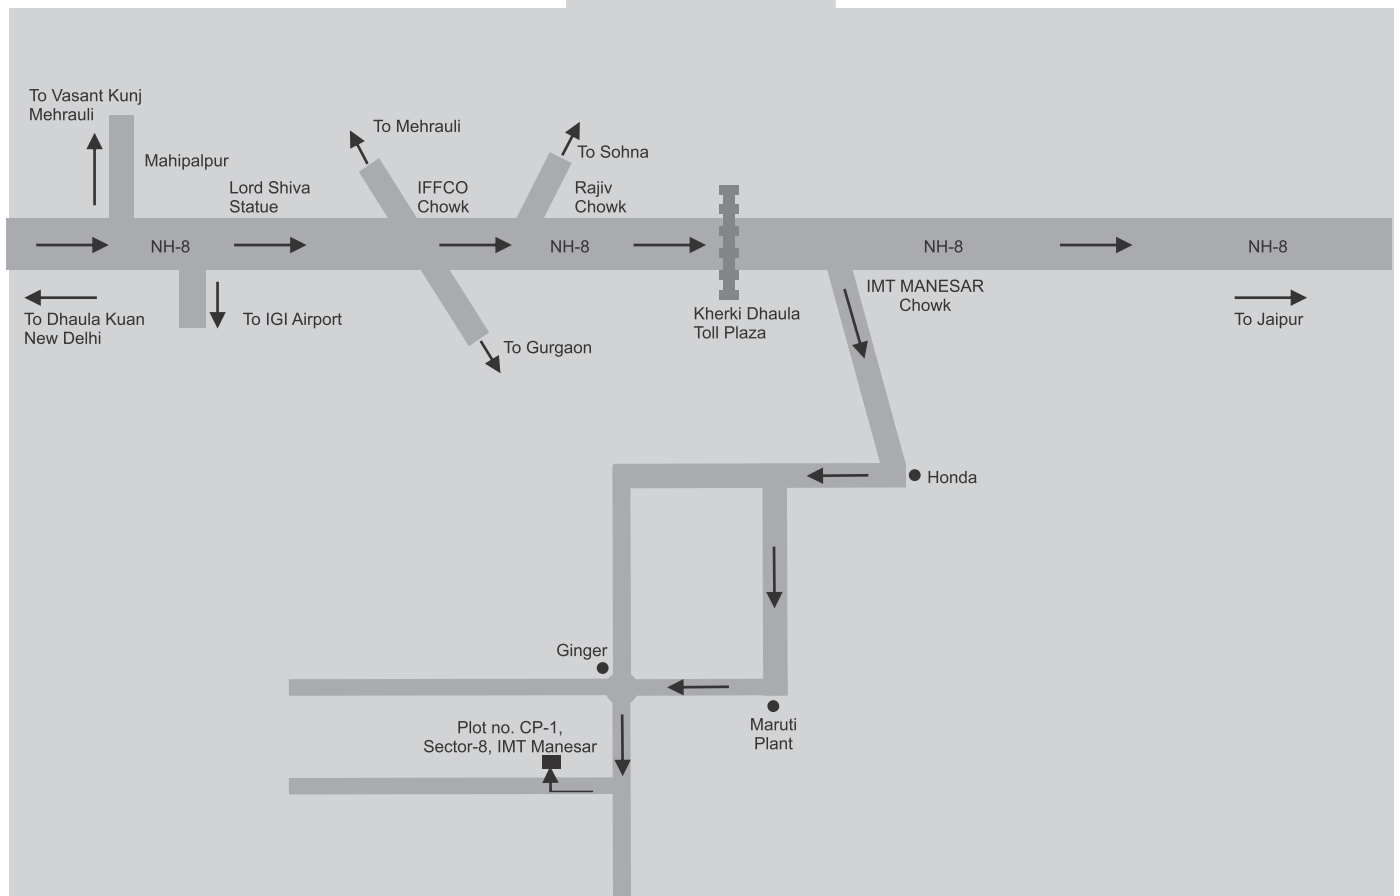 To Vasant Kunj
Mehrauli
To Mehrauli
Mahipalpur
To Sohna
Lord Shiva
Statue
IFFCO
Chowk
Rajiv
Chowk
NH-8
NH-8
NH-8
NH-8
To Dhaula Kuan
New Delhi
To IGI Airport
To Gurgaon
Kherki Dhaula
Toll Plaza
IMT MANESAR
Chowk
To Jaipur
Honda
Ginger
Maruti
Plant
Plot no. CP-1,
Sector-8, IMT Manesar